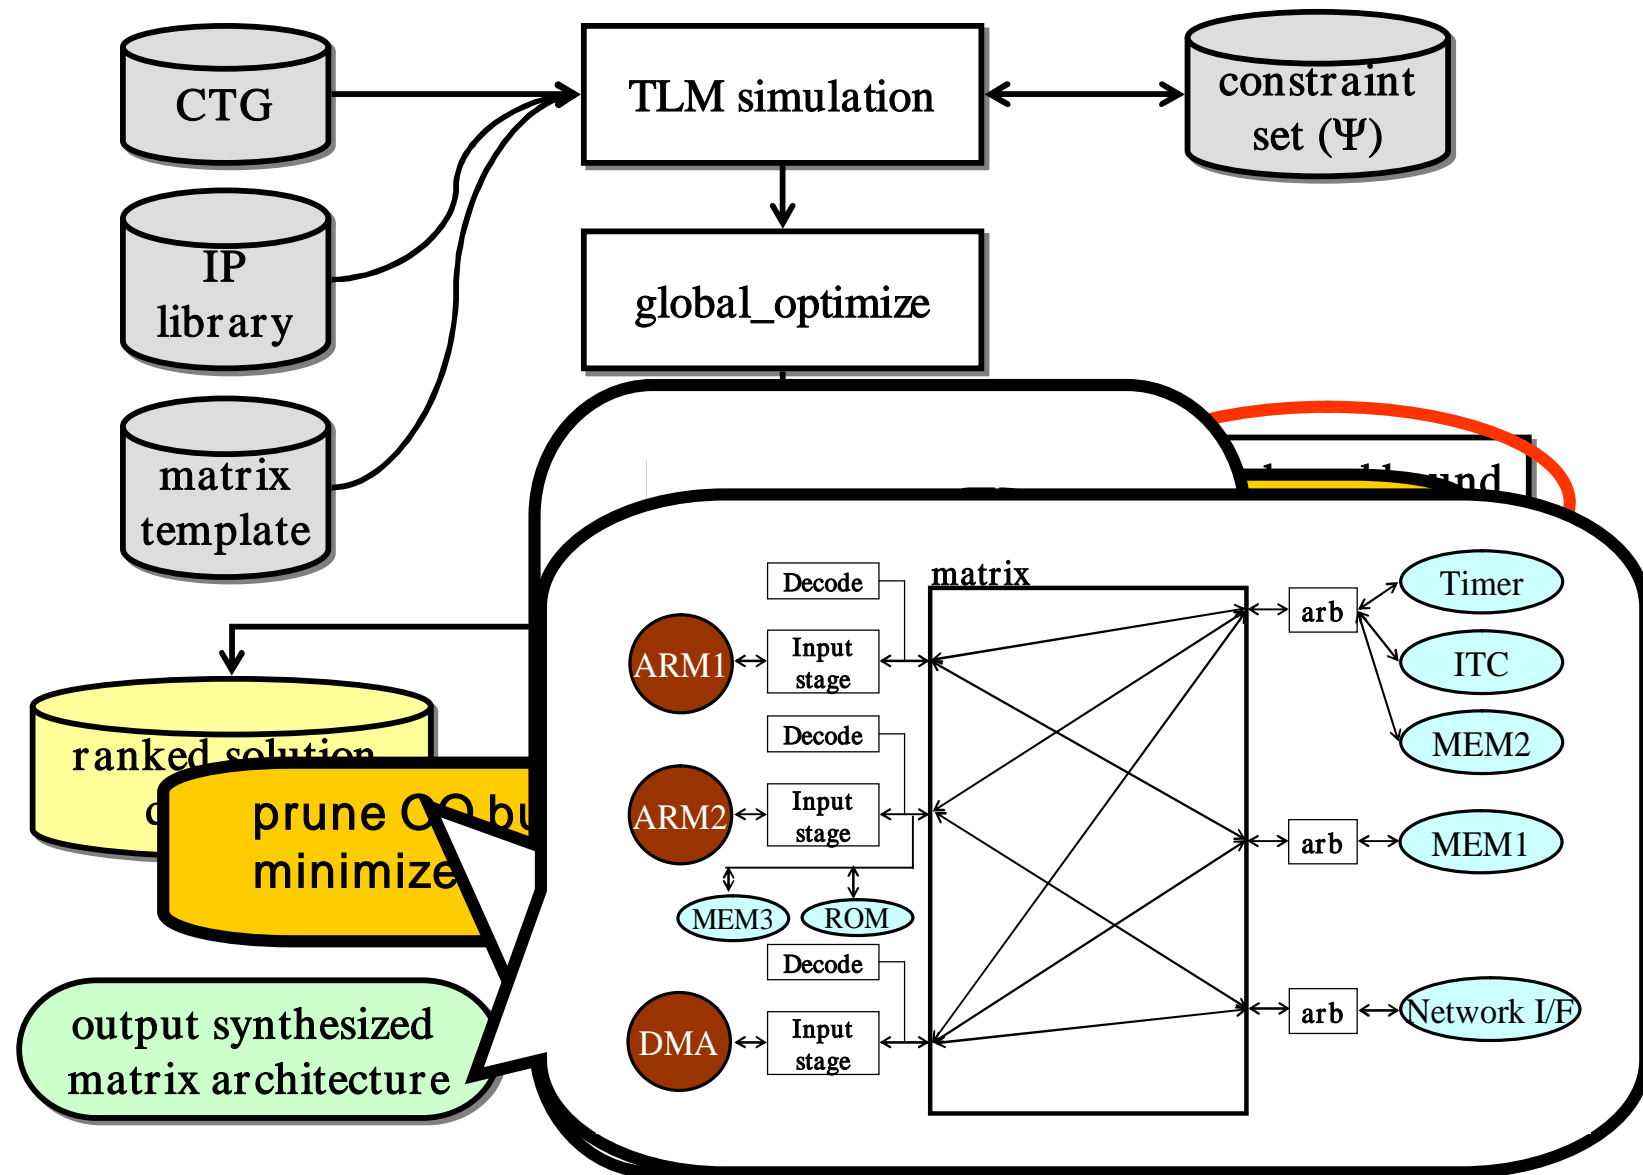 CTG
TLM simulation
constraint
set (Ψ)
IP
library
global_optimize
matrix
template
ranked solution
prune CO bu
minimize
output synthesized
matrix architecture
matrix
Decode
Input
stage
ARM1
Decode
Input
stage
ARM2
MEM3
ROM
Decode
Input
stage
DMA
arb
Timer
ITC
MEM2
arb
MEM1
arb
Network I/F